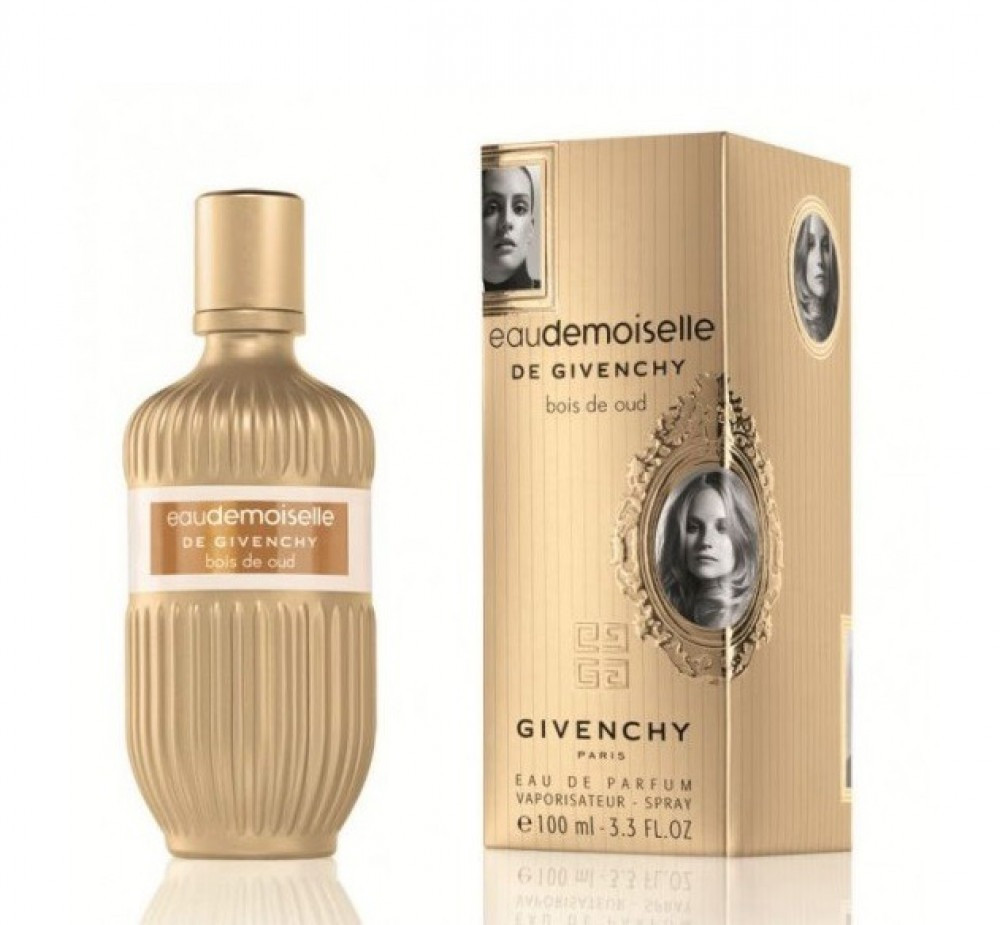 eaudemoiselle
DE GIVENCHY
bois de oud
eaudemoiselle
DE GIVENCHY
bois de oud
GIVENCHY
PARIS
EAU DE PARFUM
VAPORISATEUR - SPRAY
e 100 ml - 3.3 FL.OZ